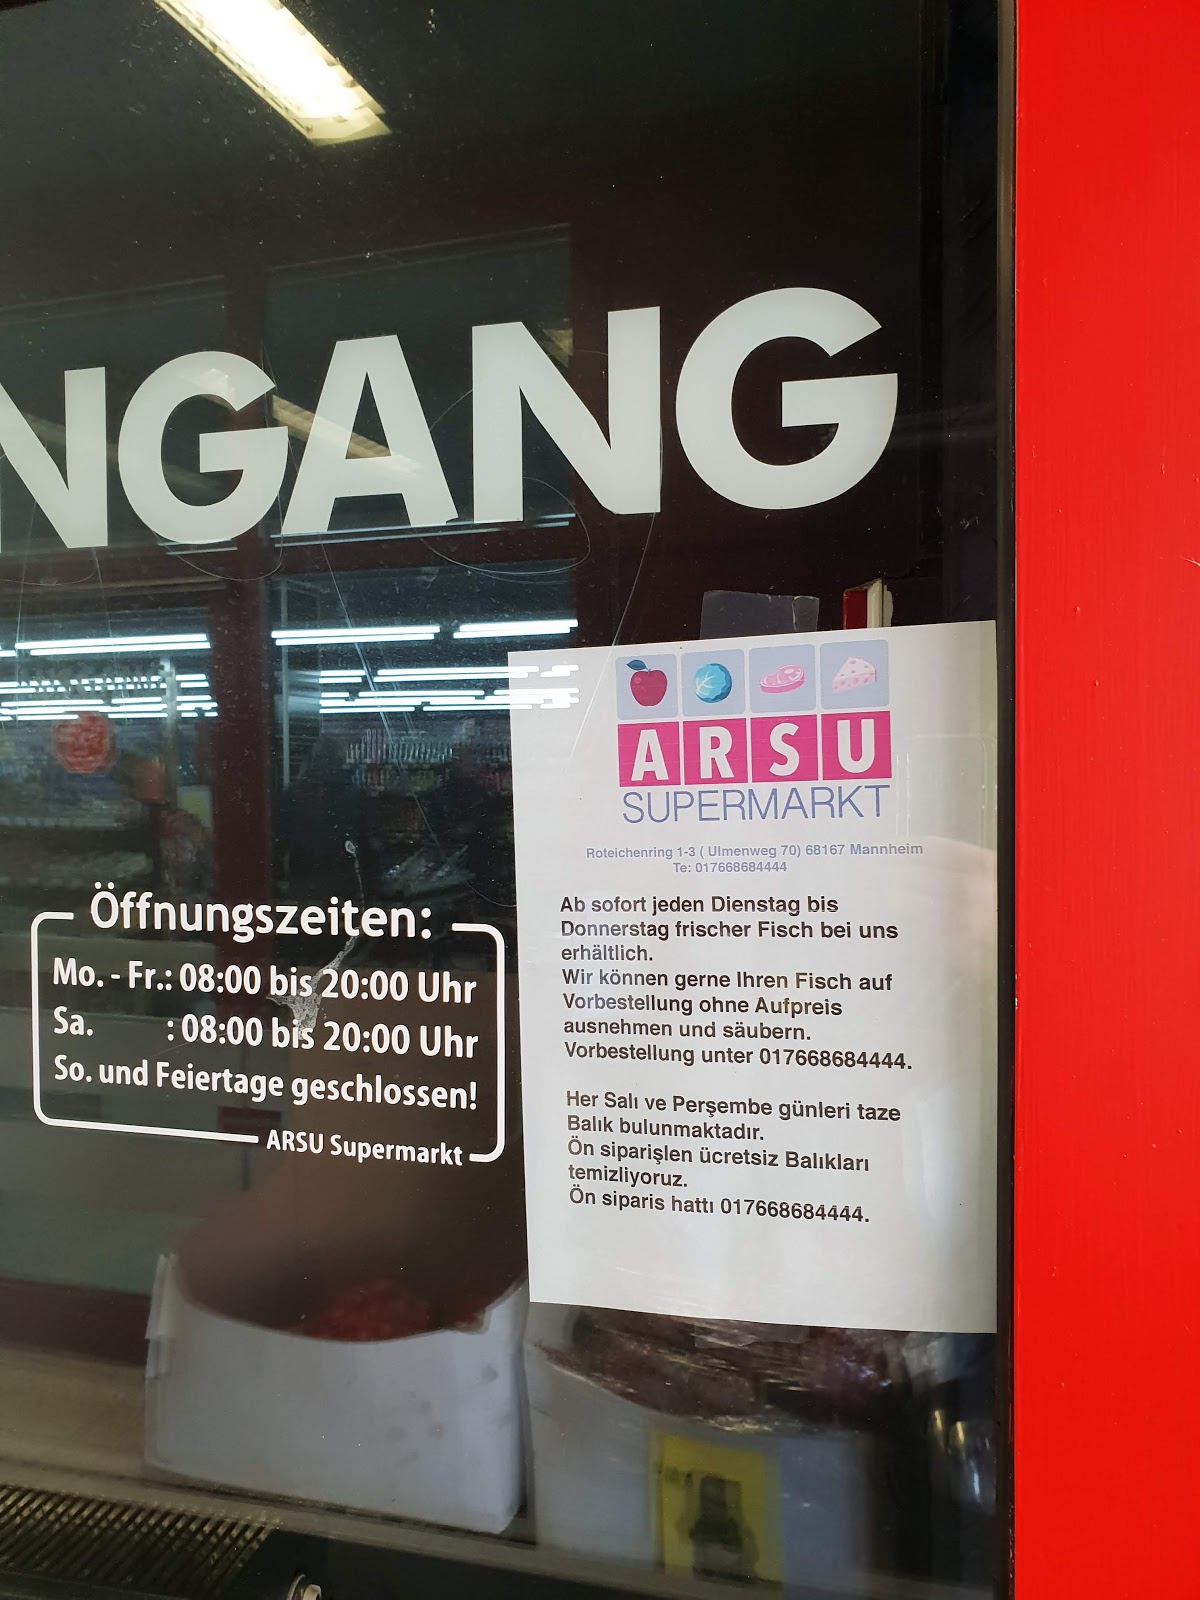 NGANG
ARSU
SUPERMARKT
Roteichenring 1-3 ( Ulmenweg 70) 68167 Mannheim
Te: 017668684444
Ab sofort jeden Dienstag bis
Donnerstag frischer Fisch bei uns
erhältlich.
Wir können gerne Ihren Fisch auf
Vorbestellung ohne Aufpreis
ausnehmen und säubern.
Vorbestellung unter 017668684444.
Her Salı ve Perşembe günleri taze
Balık bulunmaktadır.
Ön siparişlen ücretsiz Balıkları
temizliyoruz.
Ön siparis hattı 017668684444.
Öffnungszeiten:
Mo. - Fr.: 08:00 bis 20:00 Uhr
Sa. : 08:00 bis 20:00 Uhr
So. und Feiertage geschlossen!
ARSU Supermarkt